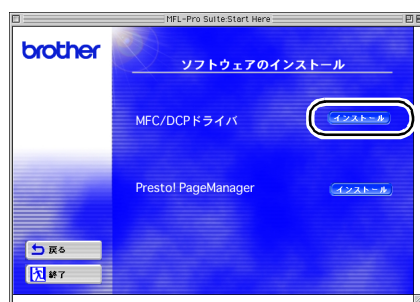 MFL-Pro Suite:Start Here
brother
ソフトウェアのインストール
MFC/DCPドライバ
インストール
Presto! PageManager
インストール
戻る
終了